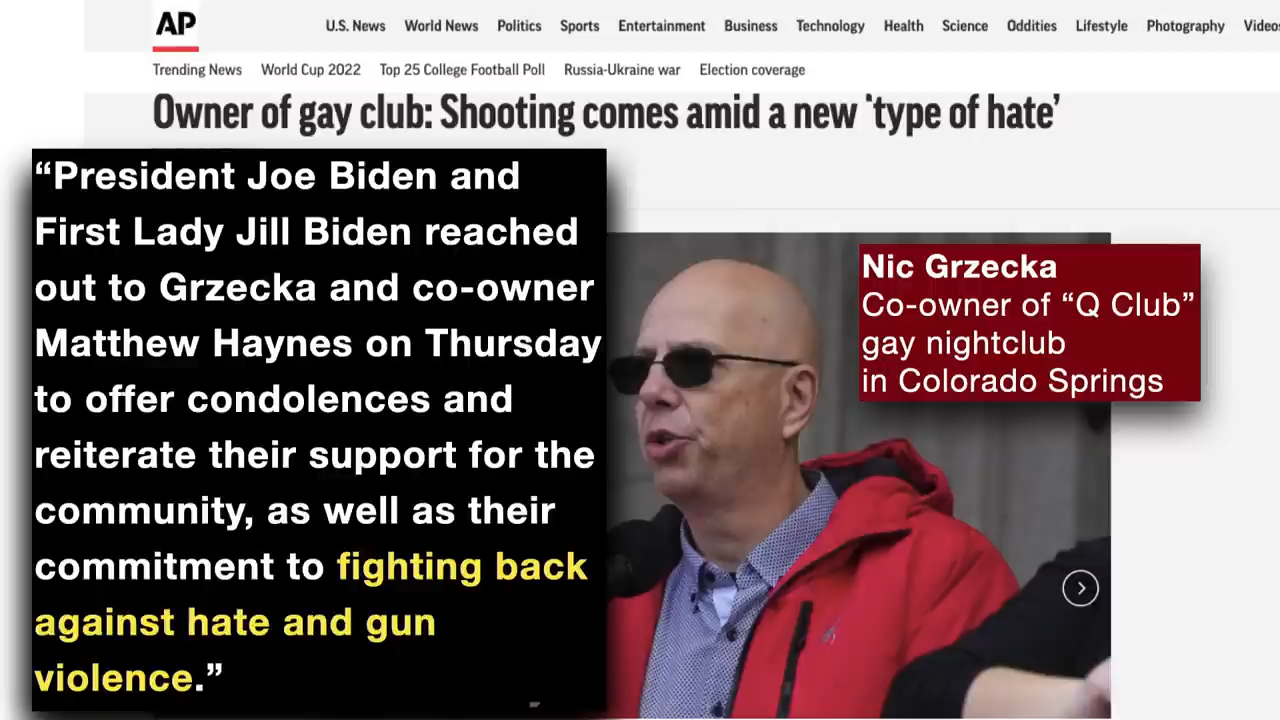 AP
U.S. News World News Politics Sports Entertainment Business Technology Health Science Oddities Lifestyle Photography Videos
Trending News World Cup 2022 Top 25 College Football Poll Russia-Ukraine war Election coverage
Owner of gay club: Shooting comes amid a new ‘type of hate’
“President Joe Biden and
First Lady Jill Biden reached
out to Grzecka and co-owner
Matthew Haynes on Thursday
to offer condolences and
reiterate their support for the
community, as well as their
commitment to fighting back
against hate and gun
violence.”
Nic Grzecka
Co-owner of “Q Club”
gay nightclub
in Colorado Springs